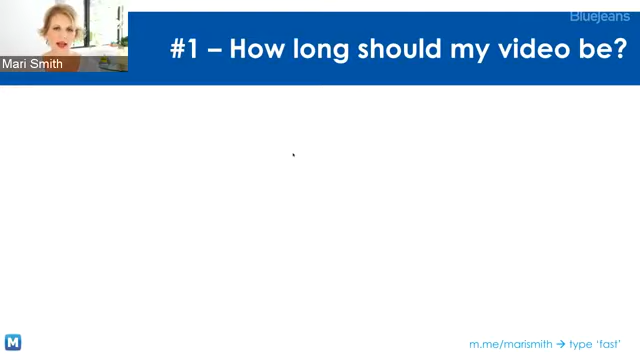 BlueJeans
#1 – How long should my video be?
Mari Smith
M
m.me/marismith → type ‘fast’